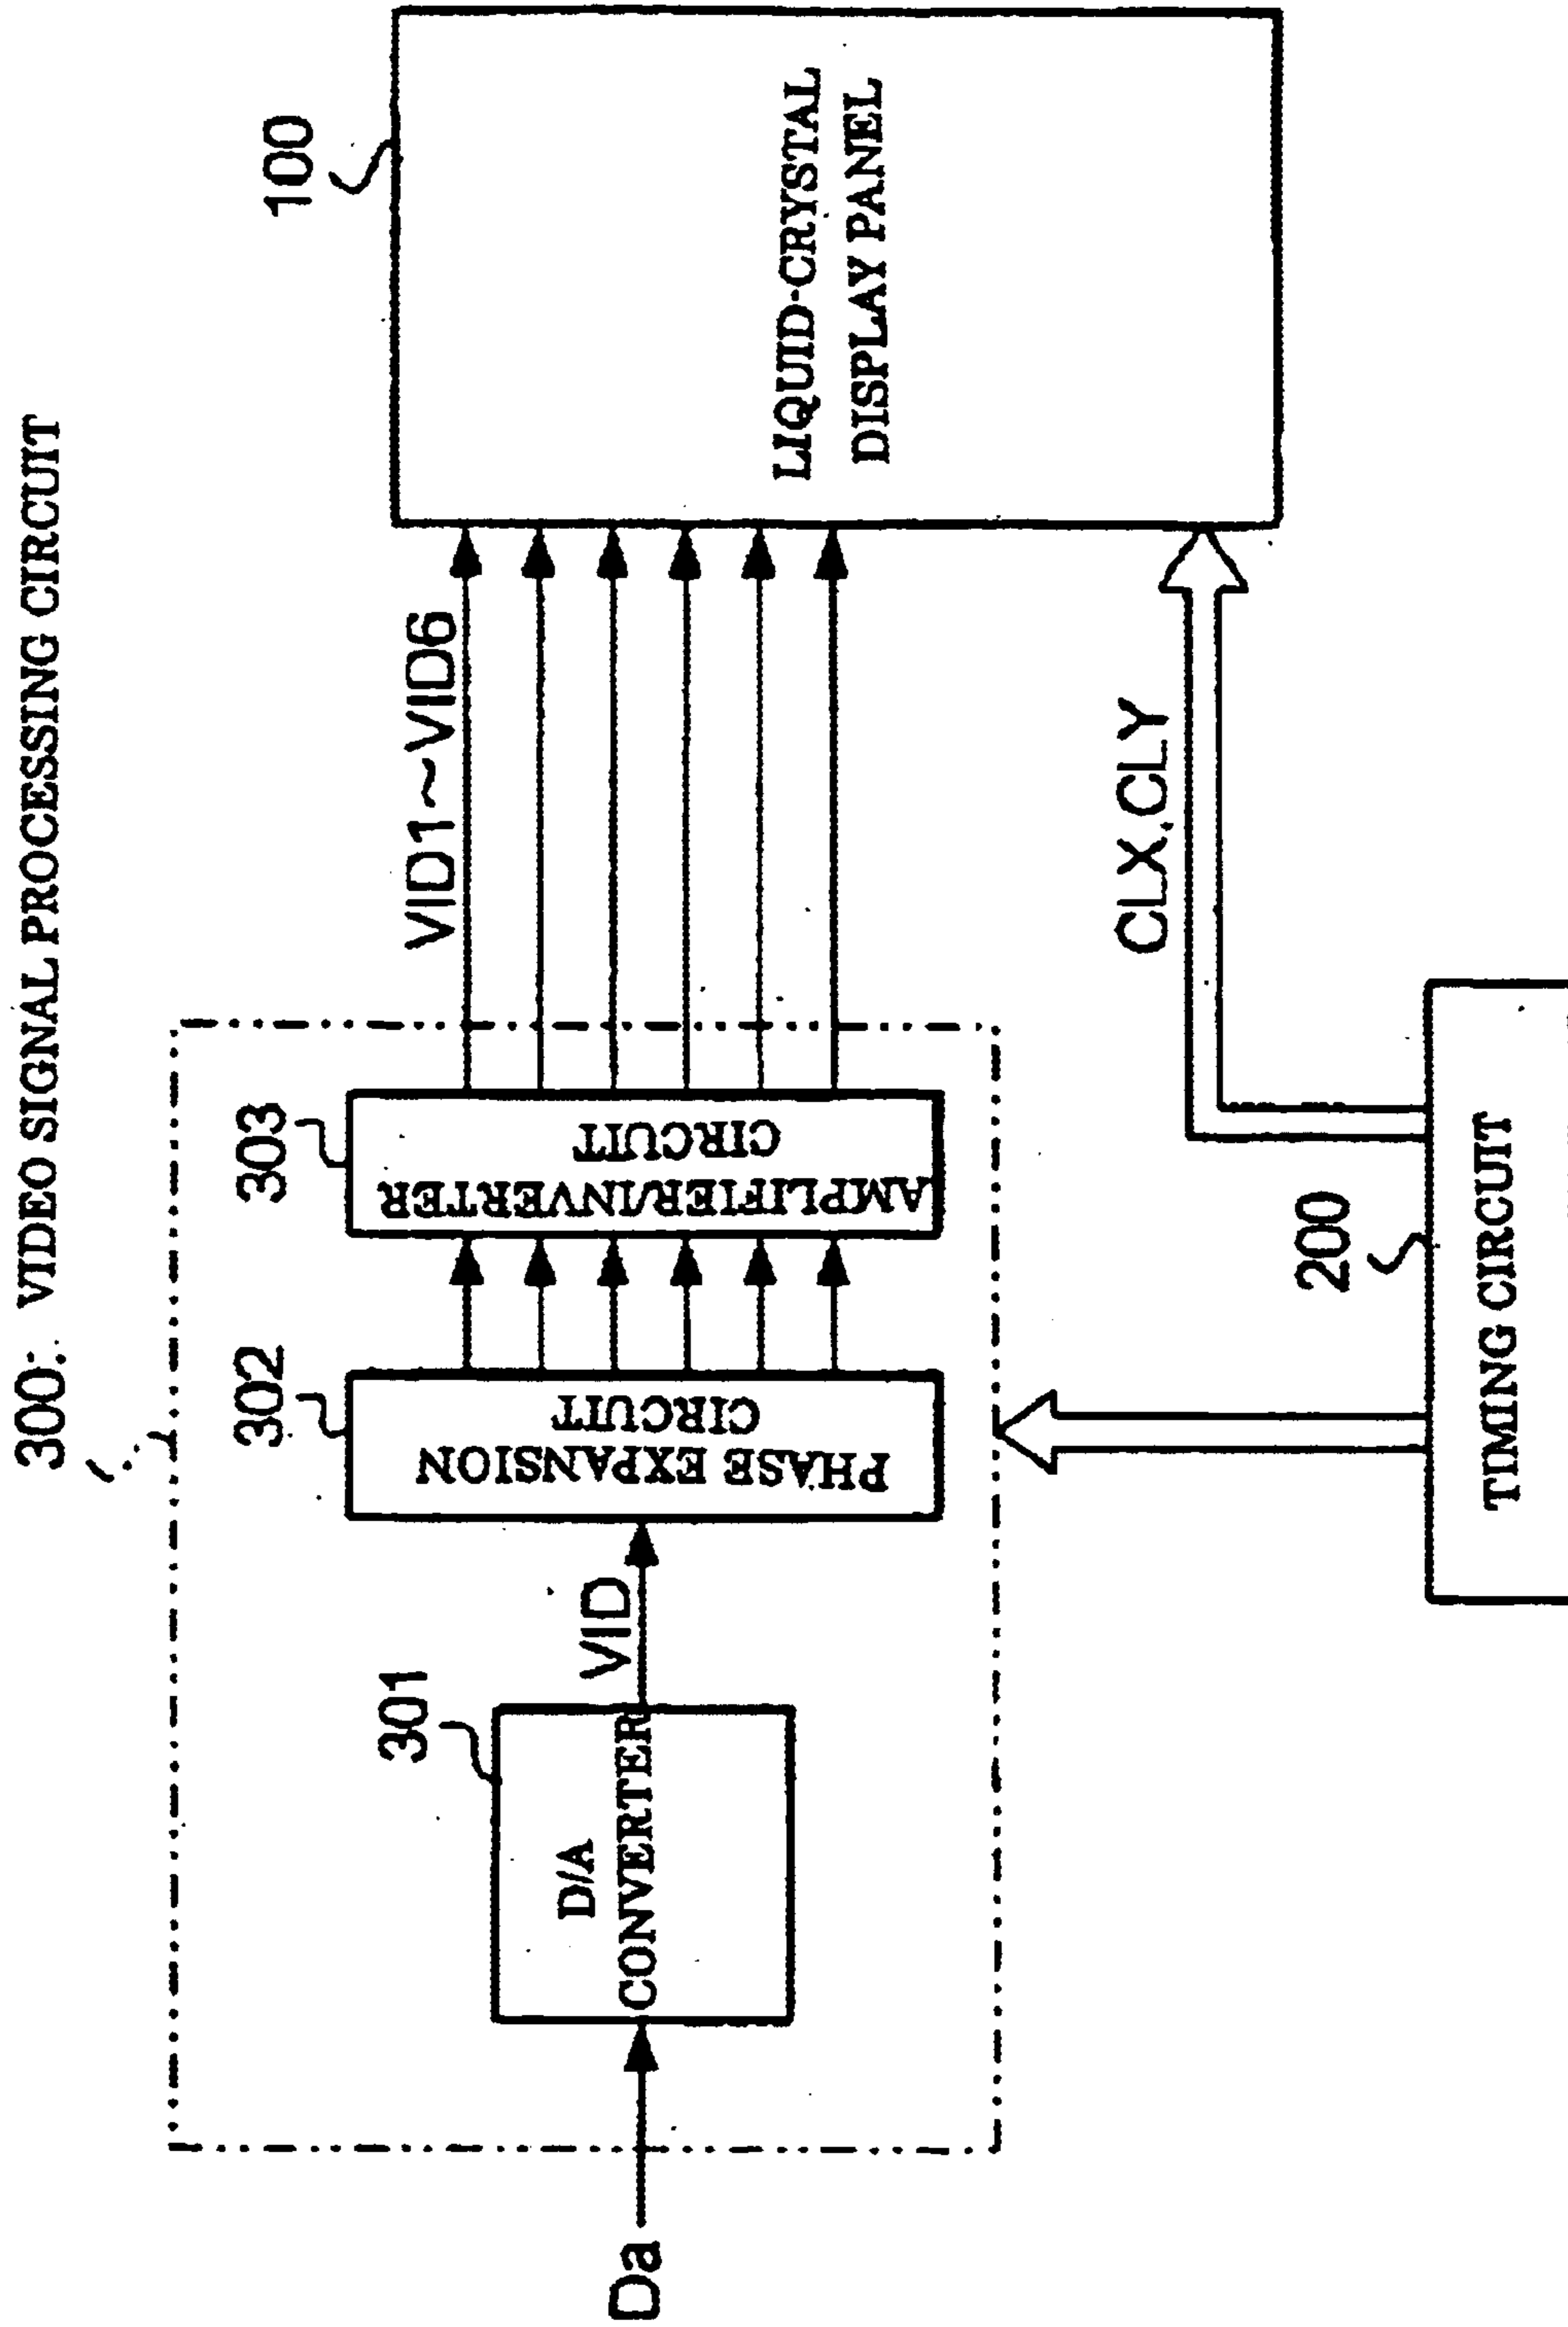 300: VIDEO SIGNAL PROCESSING CIRCUIT
Da
301
D/A
CONVERTER
VID
302
PHASE EXPANSION
CIRCUIT
303
AMPLIFIER/INVERTER
CIRCUIT
VID1~VID6
100
LIQUID-CRYSTAL
DISPLAY PANEL
CLX,CLY
200
TIMING CIRCUIT